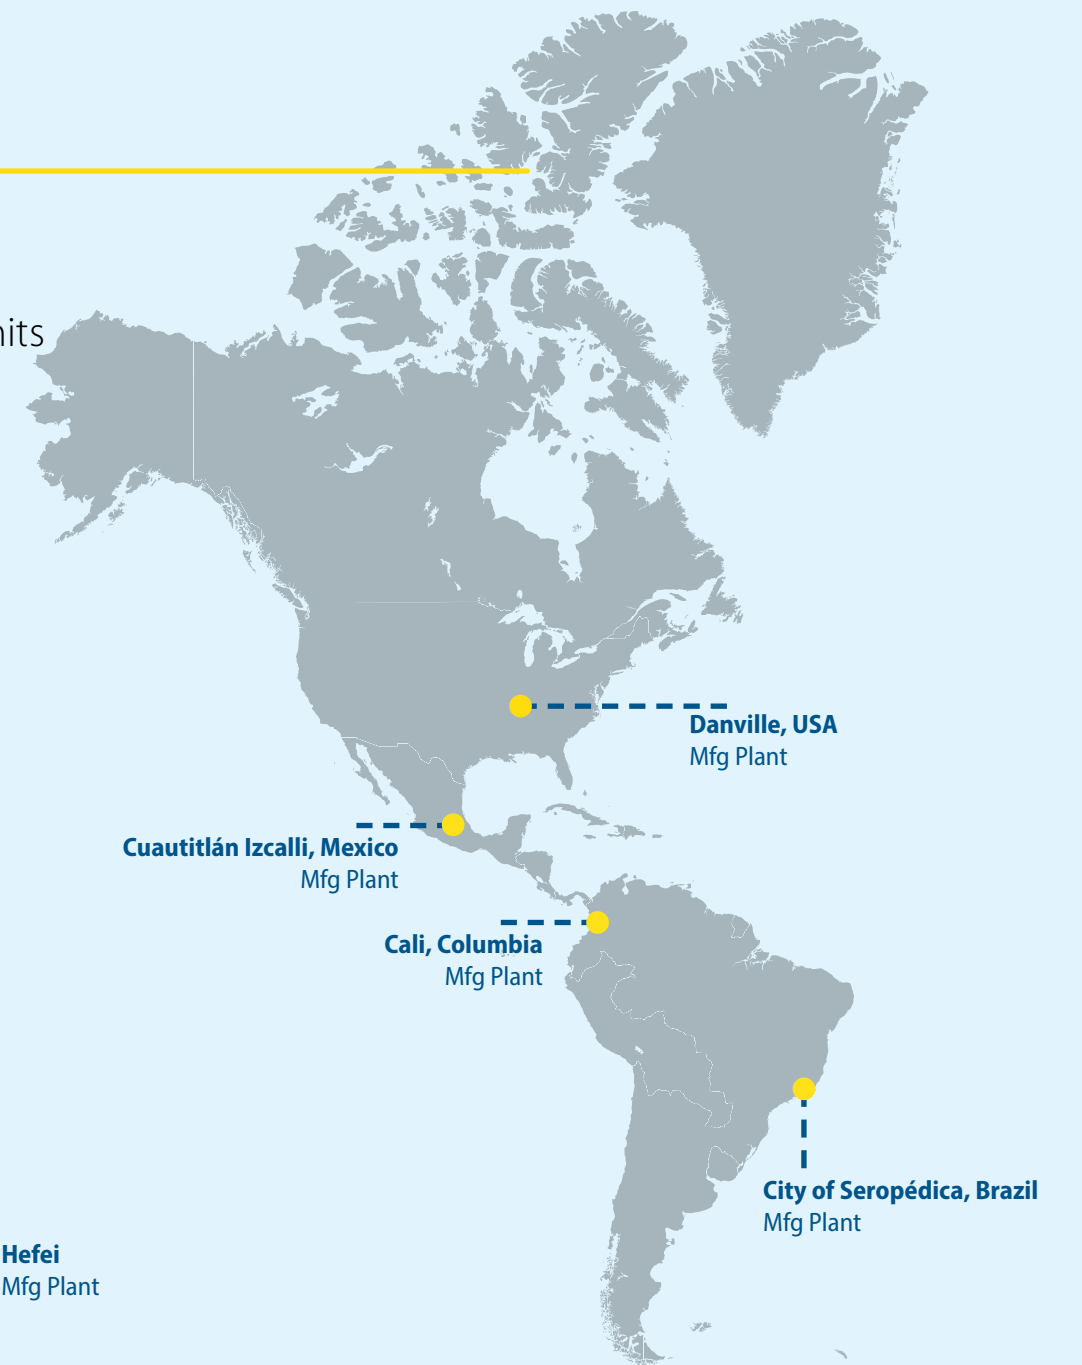 nits
Danville, USA
Mfg Plant
Cuautitlán Izcalli, Mexico
Mfg Plant
Cali, Columbia
Mfg Plant
City of Seropédica, Brazil
Mfg Plant
Hefei
Mfg Plant